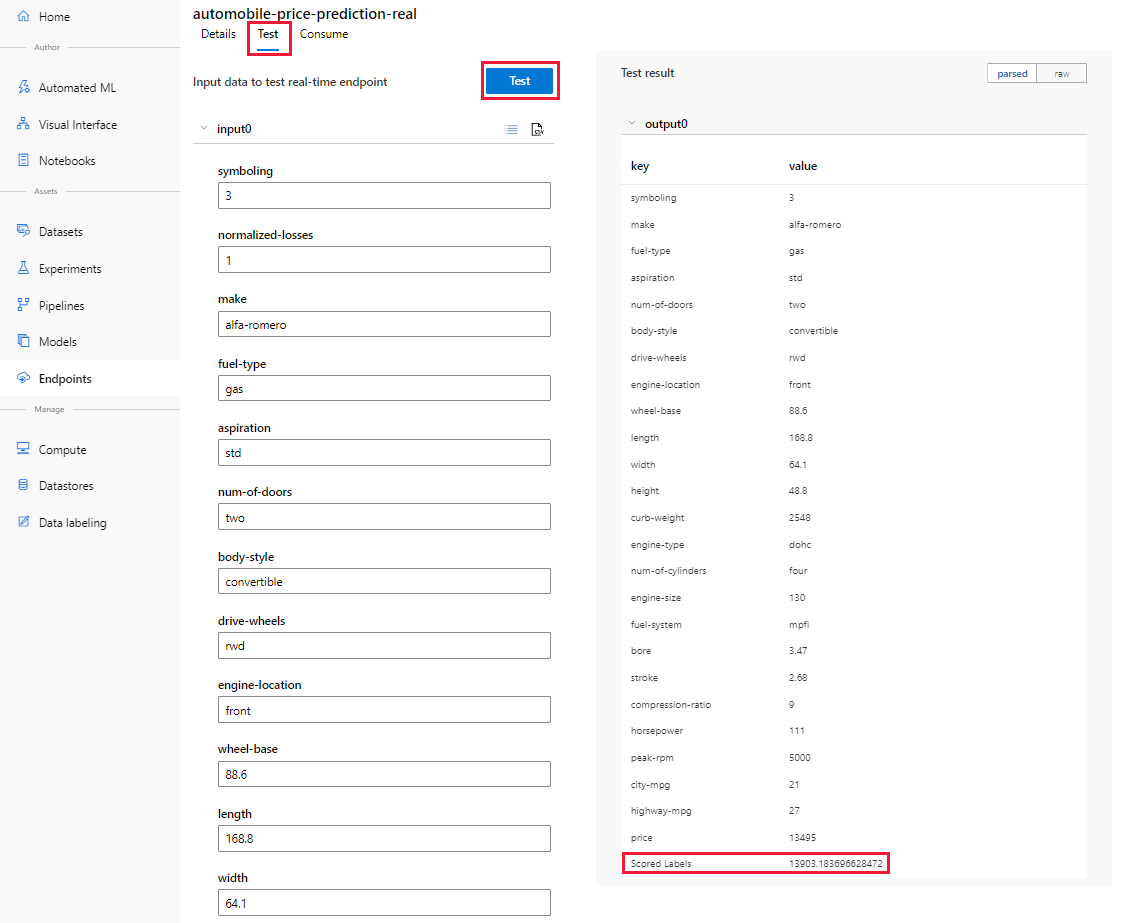 Home
Author
Automated ML
Visual Interface
Notebooks
Assets
Datasets
Experiments
Pipelines
Models
Endpoints
Manage
Compute
Datastores
Data labeling
automobile-price-prediction-real
Details Test Consume
Input data to test real-time endpoint Test
input0
CSV
symboling
3
normalized-losses
1
make
alfa-romero
fuel-type
gas
aspiration
std
num-of-doors
two
body-style
convertible
drive-wheels
rwd
engine-location
front
wheel-base
88.6
length
168.8
width
64.1
Test result parsed raw
output0
key value
symboling 3
make alfa-romero
fuel-type gas
aspiration std
num-of-doors two
body-style convertible
drive-wheels rwd
engine-location front
wheel-base 88.6
length 168.8
width 64.1
height 48.8
curb-weight 2548
engine-type dohc
num-of-cylinders four
engine-size 130
fuel-system mpfi
bore 3.47
stroke 2.68
compression-ratio 9
horsepower 111
peak-rpm 5000
city-mpg 21
highway-mpg 27
price 13495
Scored Labels 13903.183696628472